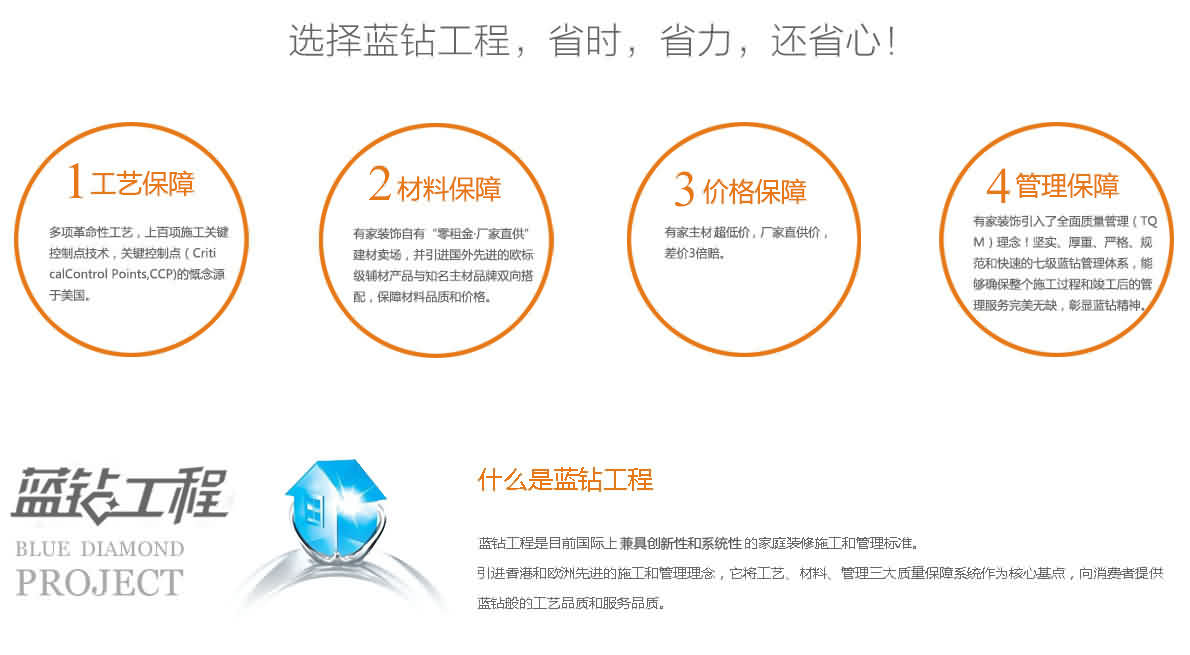 选择蓝钻工程，省时，省力，还省心！
1工艺保障
多项革命性工艺，上百项施工关键
控制点技术，关键控制点（Criti
calControl Points,CCP)的慨念源
于美国。
2材料保障
有家装饰自有“零租金·厂家直供”
建材卖场，并引进国外先进的欧标
级辅材产品与知名主材品牌双向搭
配，保障材料品质和价格。
3价格保障
有家主材超低价，厂家直供价，
差价3倍赔。
4管理保障
有家装饰引入了全面质量管理（TQ
M）理念！坚实、厚重、严格、规
范和快速的七级蓝钻管理体系，能
够确保整个施工过程和竣工后的管
理服务完美无缺，彰显蓝钻精神。
蓝钻工程
BLUE DIAMOND
PROJECT
什么是蓝钻工程
蓝钻工程是目前国际上兼具创新性和系统性的家庭装修施工和管理标准。
引进香港和欧洲先进的施工和管理理念，它将工艺、材料、管理三大质量保障系统作为核心基点，向消费者提供
蓝钻般的工艺品质和服务品质。